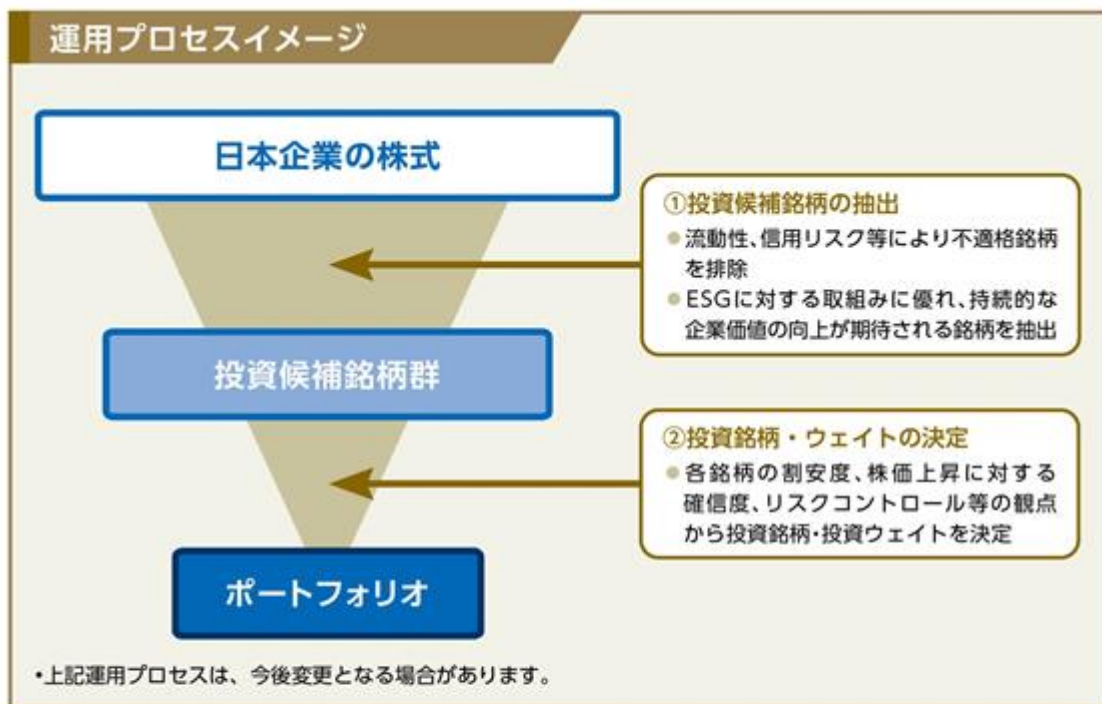 運用プロセスイメージ
日本企業の株式
①投資候補銘柄の抽出
●流動性、信用リスク等により不適格銘柄
を排除
●ESGに対する取組みに優れ、持続的な
企業価値の向上が期待される銘柄を抽出
投資候補銘柄群
②投資銘柄・ウェイトの決定
●各銘柄の割安度、株価上昇に対する
確信度、リスクコントロール等の観点
から投資銘柄・投資ウェイトを決定
ポートフォリオ
•上記運用プロセスは、今後変更となる場合があります。